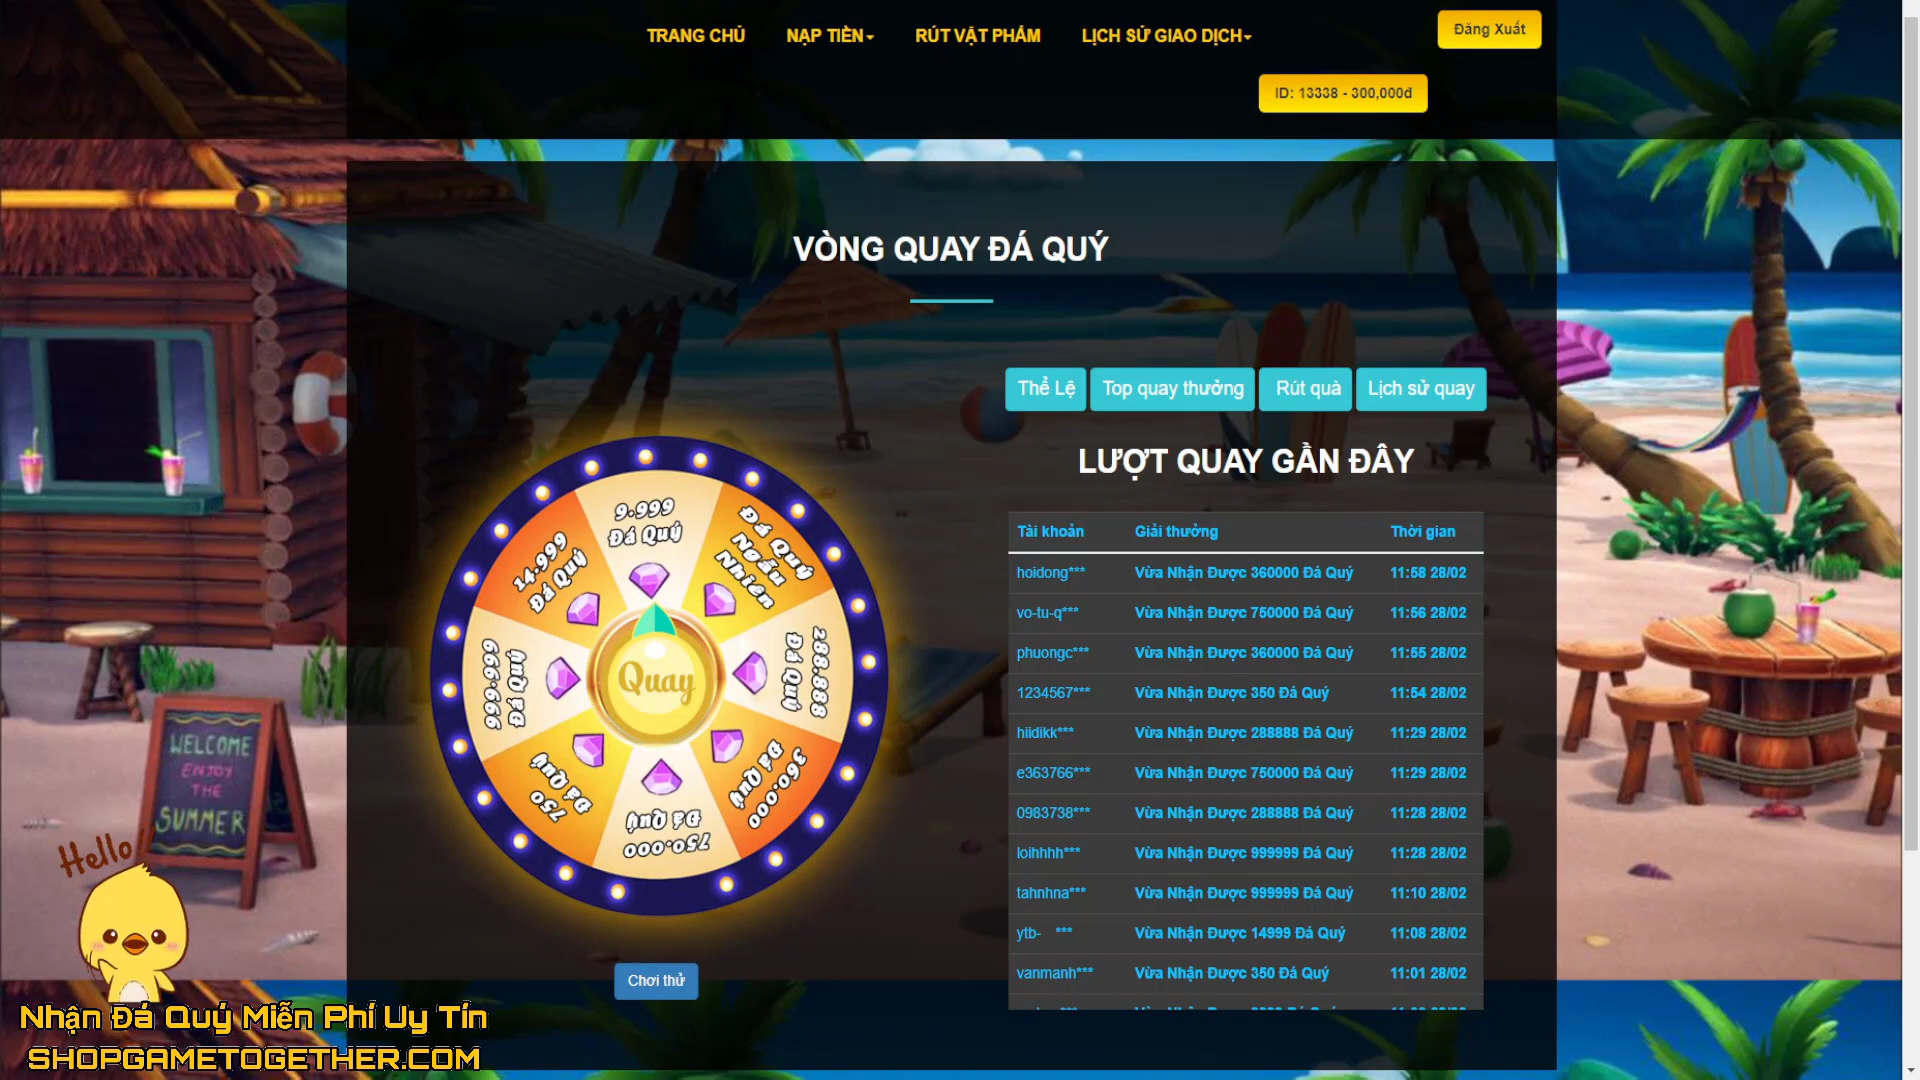 TRANG CHỦ
NẠP TIỀN
RÚT VẬT PHẨM
LỊCH SỬ GIAO DỊCH
Đăng Xuất
ID: 13338 - 300,000đ
VÒNG QUAY ĐÁ QUÝ
Thể Lệ
Top quay thưởng
Rút quà
Lịch sử quay
LƯỢT QUAY GẦN ĐÂY
Tài khoản Giải thưởng Thời gian
hoidong*** Vừa Nhận Được 360000 Đá Quý 11:58 28/02
vo-tu-q*** Vừa Nhận Được 750000 Đá Quý 11:56 28/02
phuongc*** Vừa Nhận Được 360000 Đá Quý 11:55 28/02
1234567*** Vừa Nhận Được 350 Đá Quý 11:54 28/02
hiidikk*** Vừa Nhận Được 288888 Đá Quý 11:29 28/02
e363766*** Vừa Nhận Được 750000 Đá Quý 11:29 28/02
0983738*** Vừa Nhận Được 288888 Đá Quý 11:28 28/02
loihhhh*** Vừa Nhận Được 999999 Đá Quý 11:28 28/02
tahnhna*** Vừa Nhận Được 999999 Đá Quý 11:10 28/02
ytb- *** Vừa Nhận Được 14999 Đá Quý 11:08 28/02
vanmanh*** Vừa Nhận Được 350 Đá Quý 11:01 28/02
9.999
Đá Quý
Đá Quý
Ngẫu
Nhiên
288.888
Đá Quý
360.000
Đá Quý
750.000
Đá Quý
750
Đá Quý
999.999
Đá Quý
14.999
Đá Quý
Quay
Chơi thử
WELCOME
ENJOY
THE
SUMMER
Hello
Nhận Đá Quý Miễn Phí Uy Tín
SHOPGAMETOGETHER.COM